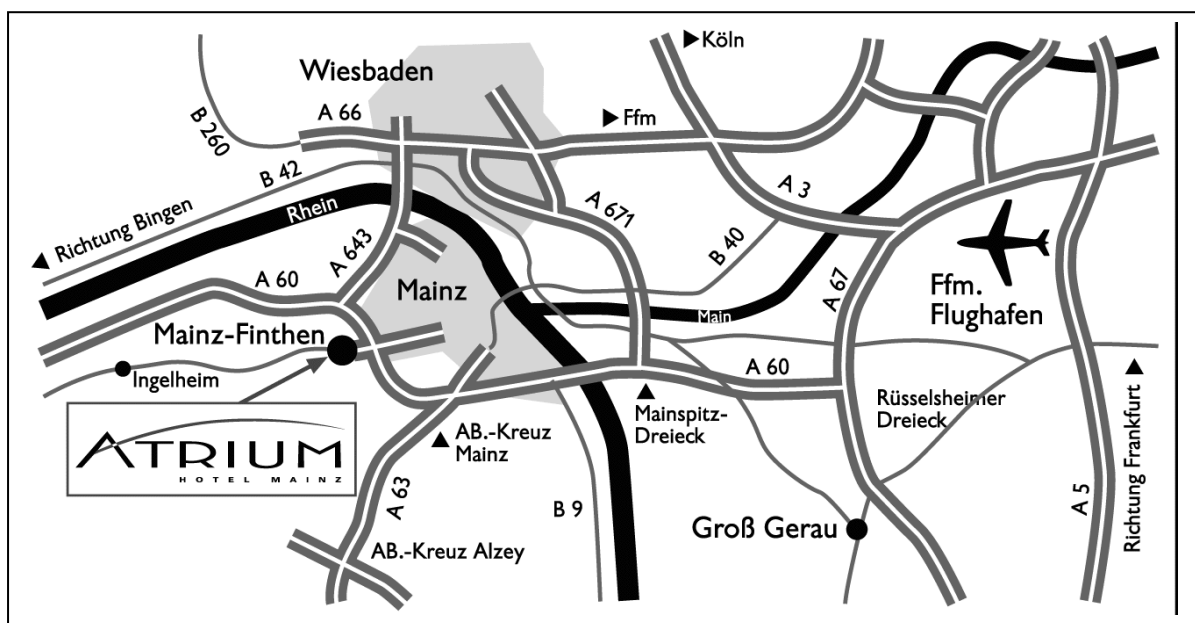 Köln
Wiesbaden
A 66
Ffm
B 260
B 42
A 3
Rhein
A 671
Richtung Bingen
A 643
B 40
A 60
Mainz
A 67
Ffm.
Flughafen
Main
Mainz-Finthen
Ingelheim
A 60
Rüsselsheimer
Dreieck
Mainspitz-
Dreieck
ATRIUM
HOTEL MAINZ
AB.-Kreuz
Mainz
A 63
B 9
Groß Gerau
A 5
Richtung Frankfurt
AB.-Kreuz Alzey